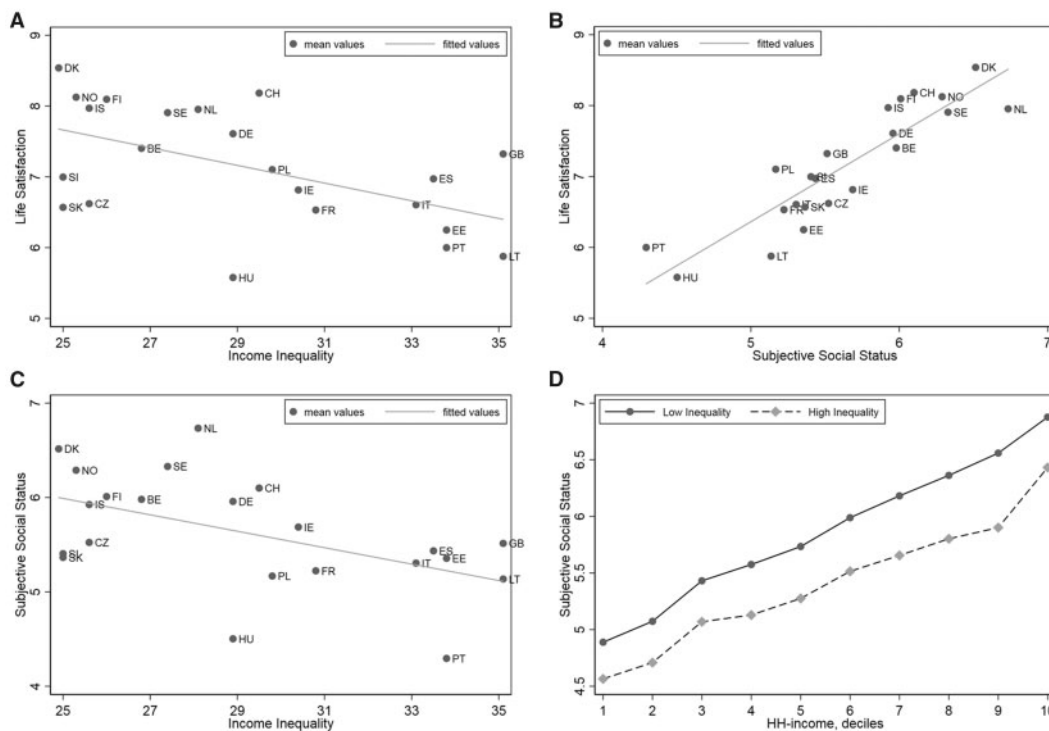 A
mean values fitted values
Life Satisfaction
9
8
7
6
5
DK
NO
FI
IS
SE
NL
CH
DE
BE
GB
PL
SI
ES
IE
CZ
SK
FR
IT
EE
PT
LT
HU
25 27 29 31 33 35
Income Inequality
B
mean values fitted values
Life Satisfaction
9
8
7
6
5
DK
CH
FI
NO
IS
SE
NL
DE
BE
GB
PL
ES
IE
IT
SK
CZ
FR
EE
PT
LT
HU
4 5 6 7
Subjective Social Status
C
mean values fitted values
Subjective Social Status
7
6
5
4
NL
DK
SE
NO
CH
FI
BE
DE
IS
IE
CZ
GB
SI
ES
SK
EE
IT
FR
PL
LT
HU
PT
25 27 29 31 33 35
Income Inequality
D
Low Inequality High Inequality
Subjective Social Status
7
6.5
6
5.5
5
4.5
1 2 3 4 5 6 7 8 9 10
HH-income, deciles